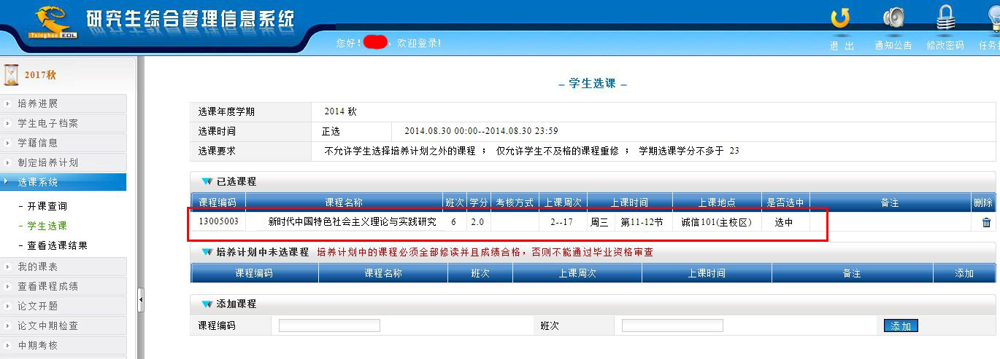 研究生综合管理信息系统
Tsinghua EOL
您好! ，欢迎登录!
退 出 通知公告 修改密码 任务
2017秋
培养进展
学生电子档案
学籍信息
制定培养计划
选课系统
- 开课查询
- 学生选课
- 查看选课结果
我的课表
查看课程成绩
论文开题
论文中期检查
中期考核
– 学生选课 –
选课年度学期 2014 秋
选课时间 正选 2014.08.30 00:00--2014.08.30 23:59
选课要求 不允许学生选择培养计划之外的课程 ； 仅允许学生不及格的课程重修 ； 学期选课学分不多于 23
已选课程
课程编码 课程名称 班次 学分 考核方式 上课周次 上课时间 上课地点 是否选中 备注 删除
13005003 新时代中国特色社会主义理论与实践研究 6 2.0 2--17 周三 第11-12节 诚信101(主校区) 选中
培养计划中未选课程 培养计划中的课程必须全部修读并且成绩合格，否则不能通过毕业资格审查
课程编码 课程名称 班次 上课周次 上课时间 备注 添加
添加课程
课程编码 班次 添加